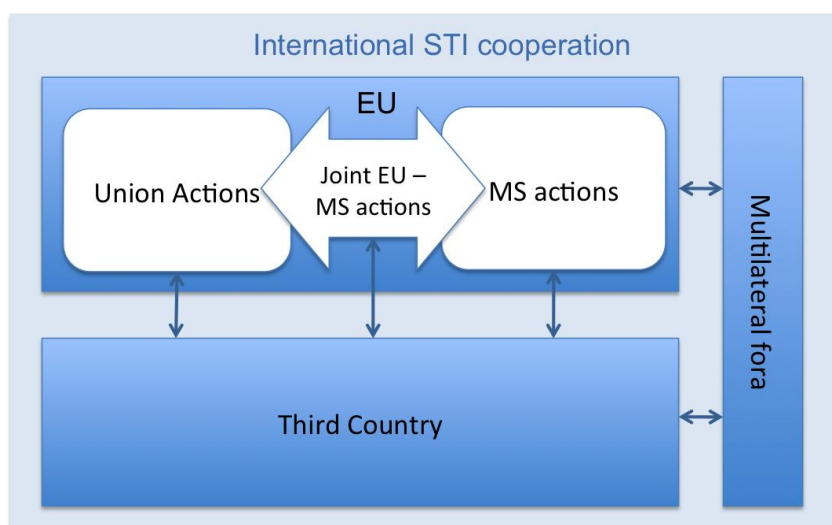 International STI cooperation
EU
Union Actions
Joint EU –
MS actions
MS actions
Multilateral fora
Third Country